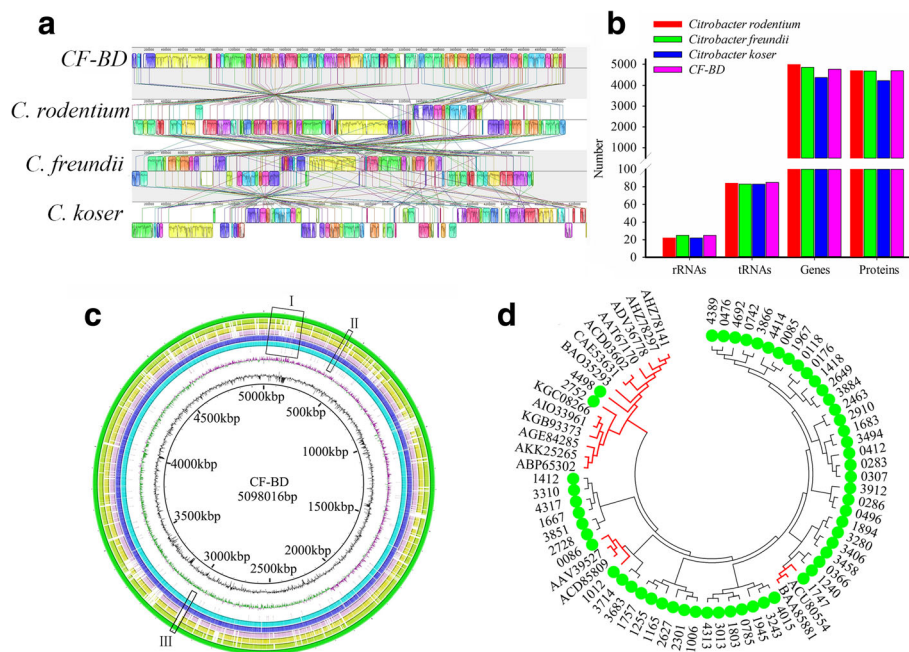 a
CF-BD
C. rodentium
C. freundii
C. koser
b
Citrobacter rodentium
Citrobacter freundii
Citrobacter koser
CF-BD
Number
5000
4000
3000
2000
1000
100
80
60
40
20
0
rRNAs
tRNAs
Genes
Proteins
c
I
II
III
5000kbp
500kbp
1000kbp
1500kbp
2000kbp
2500kbp
3000kbp
3500kbp
4000kbp
4500kbp
CF-BD
5098016bp
d
4389
0476
4692
0742
3866
4414
0085
1967
0118
0176
1418
2649
3884
2463
2910
1683
3494
0412
0283
0307
3912
0286
0496
1894
3280
3406
3458
0366
1240
1747
ACU80554
BAA85881
4015
3243
1945
0785
1803
3013
4313
1006
2301
2627
1165
1255
1757
3683
3714
1012
ACD85809
AAV39527
0086
2728
3851
1667
4317
3310
1412
ABP65302
AKK25265
AGE84285
KGB93373
AIO33961
KGC08266
2752
4498
BAO35293
CAE53631
ACD03602
AAT67170
ADV36778
AHZ78297
AHZ78141